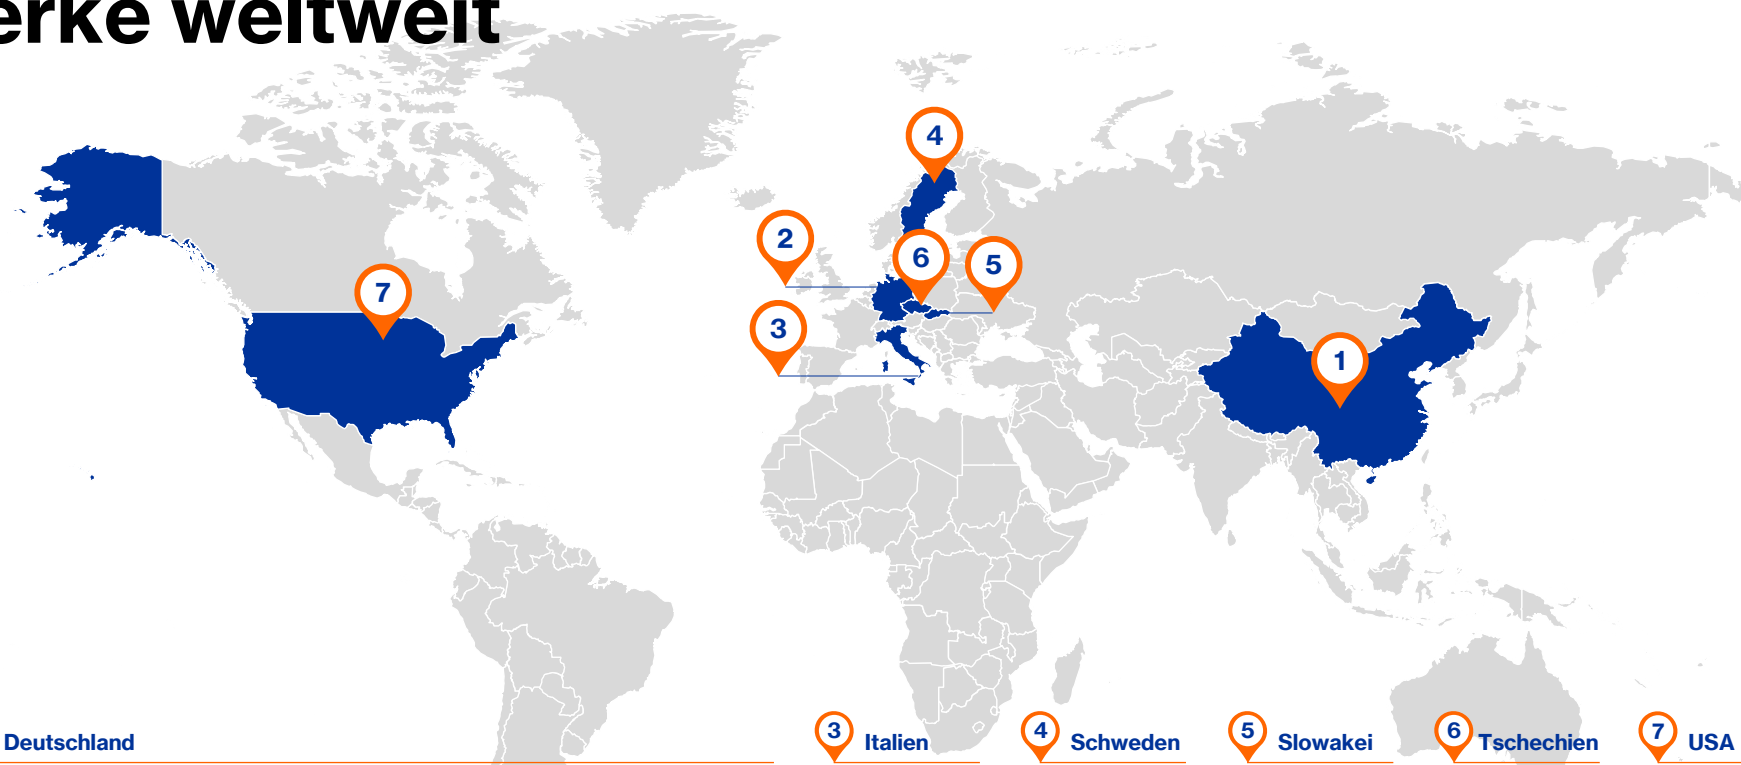 erke weltweit
4
2
6
5
7
3
1
Deutschland
3 Italien
4 Schweden
5 Slowakei
6 Tschechien
7 USA